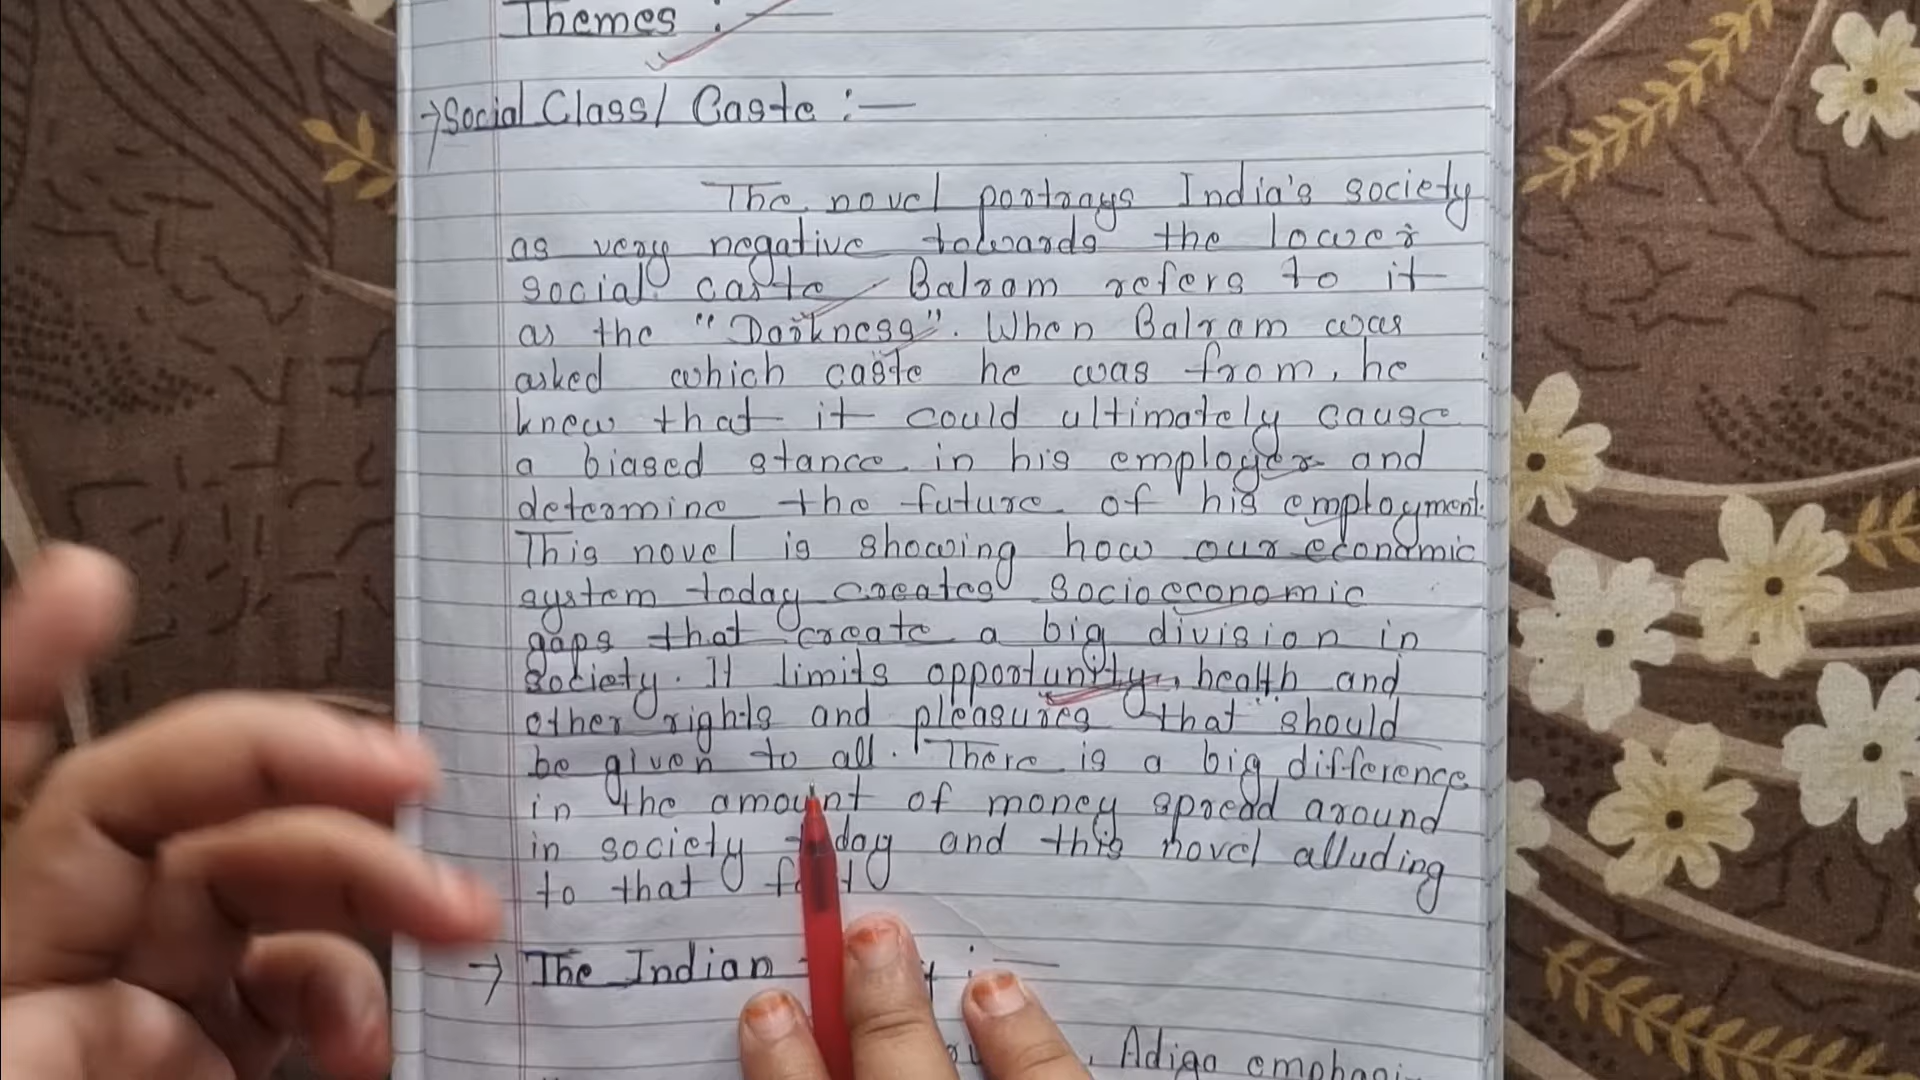 Themes :—
→Social Class/ Caste :—
The novel portrays India's society
as very negative towards the lower
social caste Balram refers to it
as the "Darkness". When Balram was
asked which caste he was from, he
knew that it could ultimately cause
a biased stance in his employer and
determine the future of his employment.
This novel is showing how our economic
system today creates socioeconomic
gaps that create a big division in
society. It limits opportunity, health and
other rights and pleasures that should
be given to all. There is a big difference
in the amount of money spread around
in society today and this novel alluding
to that
→ The Indian :—
, Adiga